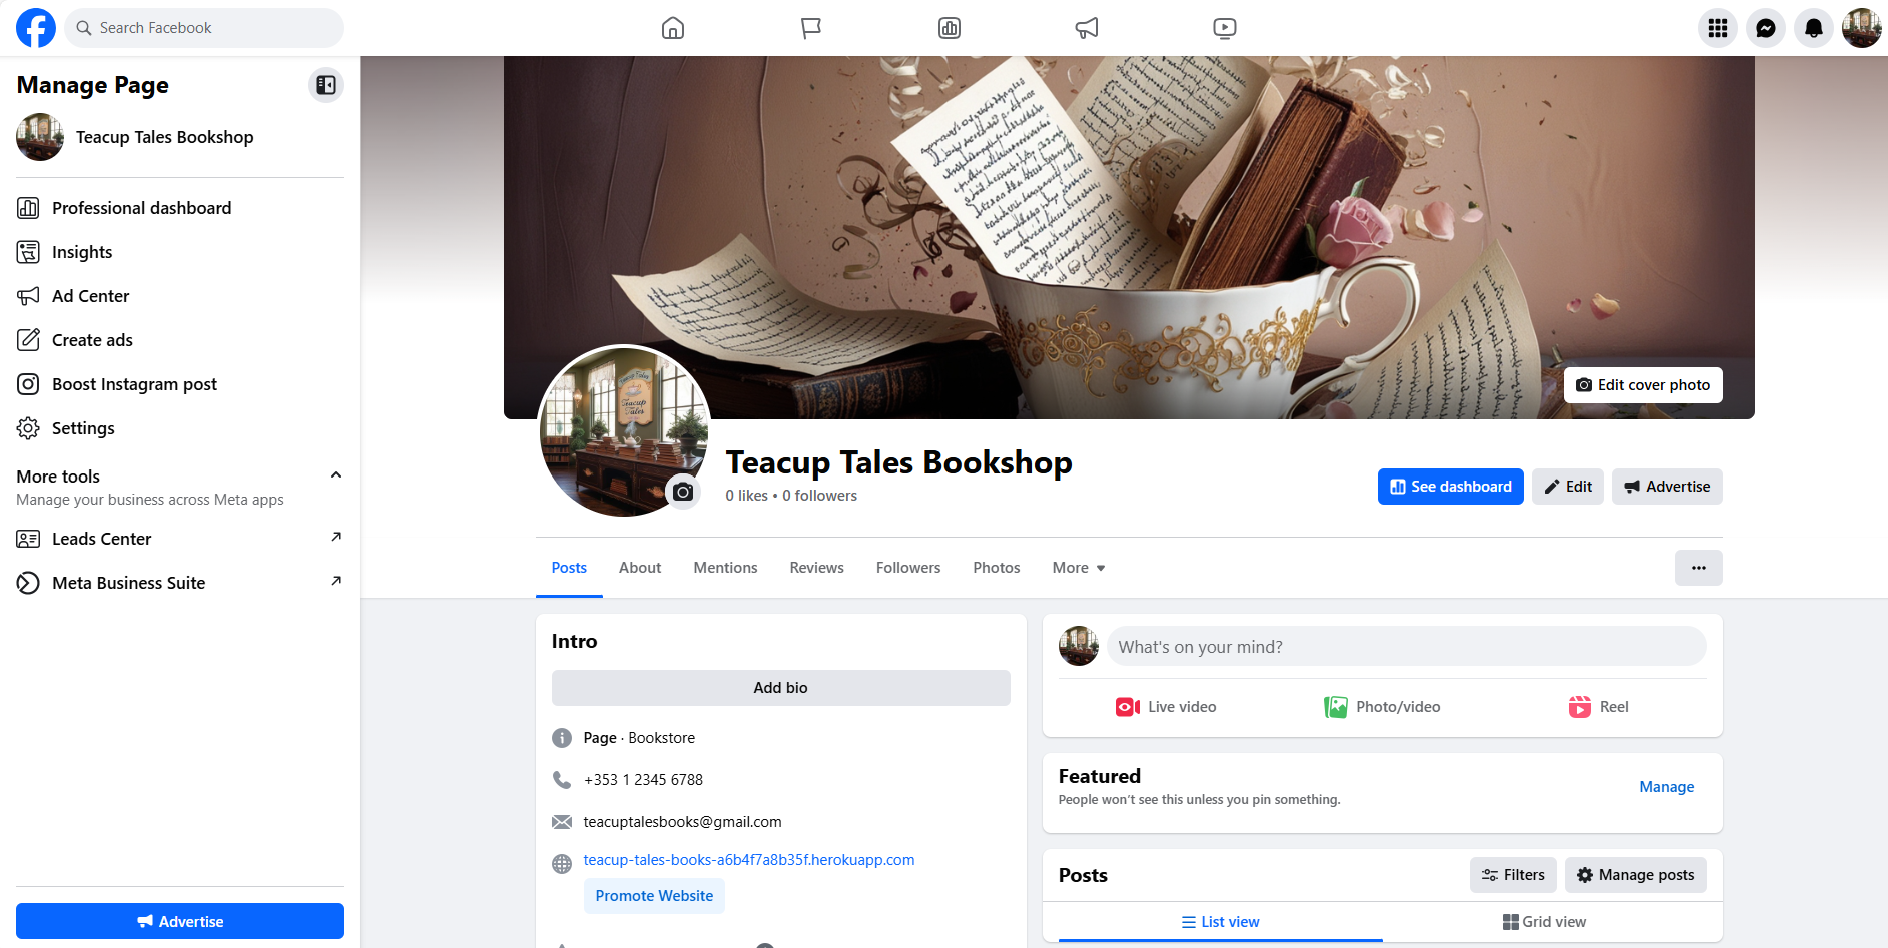 Search Facebook
Manage Page
Teacup Tales Bookshop
Professional dashboard
Insights
Ad Center
Create ads
Boost Instagram post
Settings
More tools
Manage your business across Meta apps
Leads Center
Meta Business Suite
Advertise
Edit cover photo
Teacup Tales Bookshop
0 likes • 0 followers
See dashboard
Edit
Advertise
Posts
About
Mentions
Reviews
Followers
Photos
More
Intro
Add bio
Page · Bookstore
+353 1 2345 6788
teacuptalesbooks@gmail.com
teacup-tales-books-a6b4f7a8b35f.herokuapp.com
Promote Website
What's on your mind?
Live video
Photo/video
Reel
Featured
People won't see this unless you pin something.
Manage
Posts
Filters
Manage posts
List view
Grid view